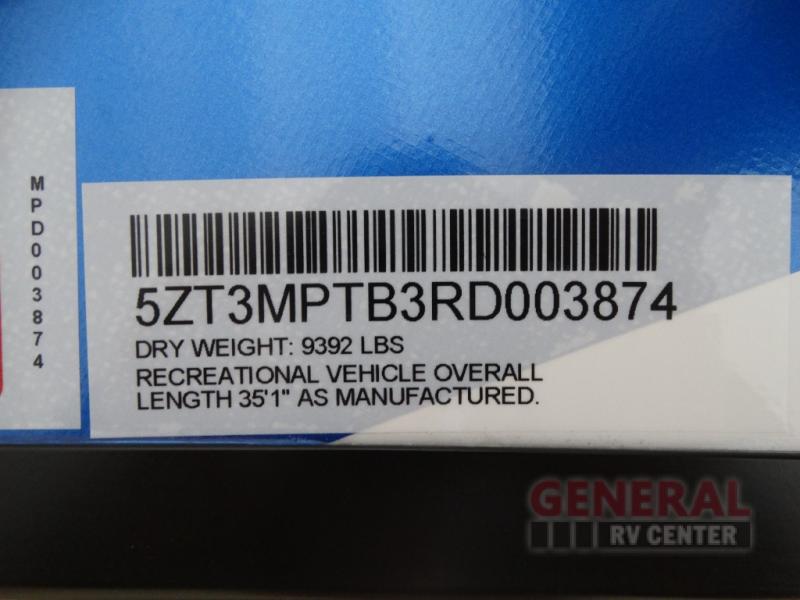 MPD003874
5ZT3MPTB3RD003874
DRY WEIGHT: 9392 LBS
RECREATIONAL VEHICLE OVERALL
LENGTH 35'1" AS MANUFACTURED.
GENERAL
RV CENTER